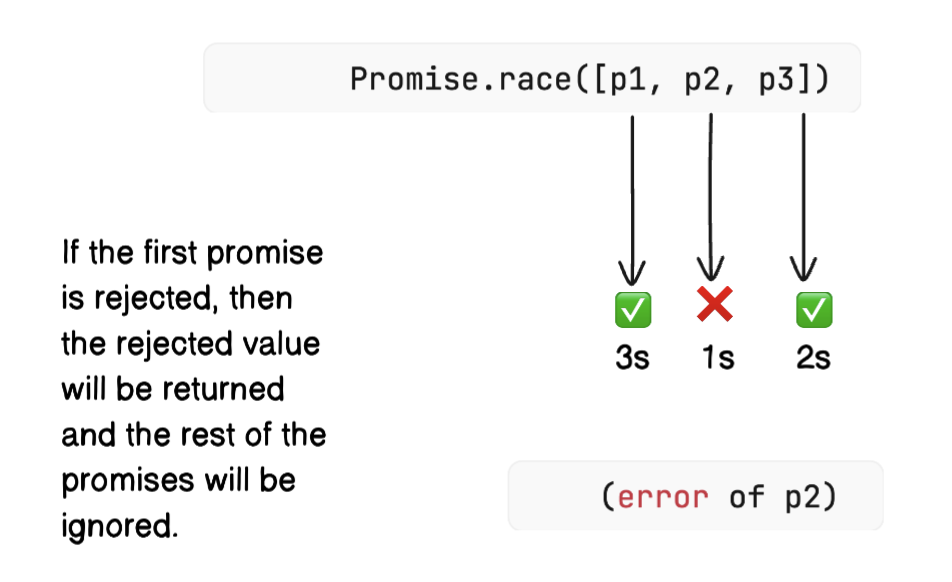 Promise.race([p1, p2, p3])
If the first promise
is rejected, then
the rejected value
will be returned
and the rest of the
promises will be
ignored.
3s 1s 2s
(error of p2)